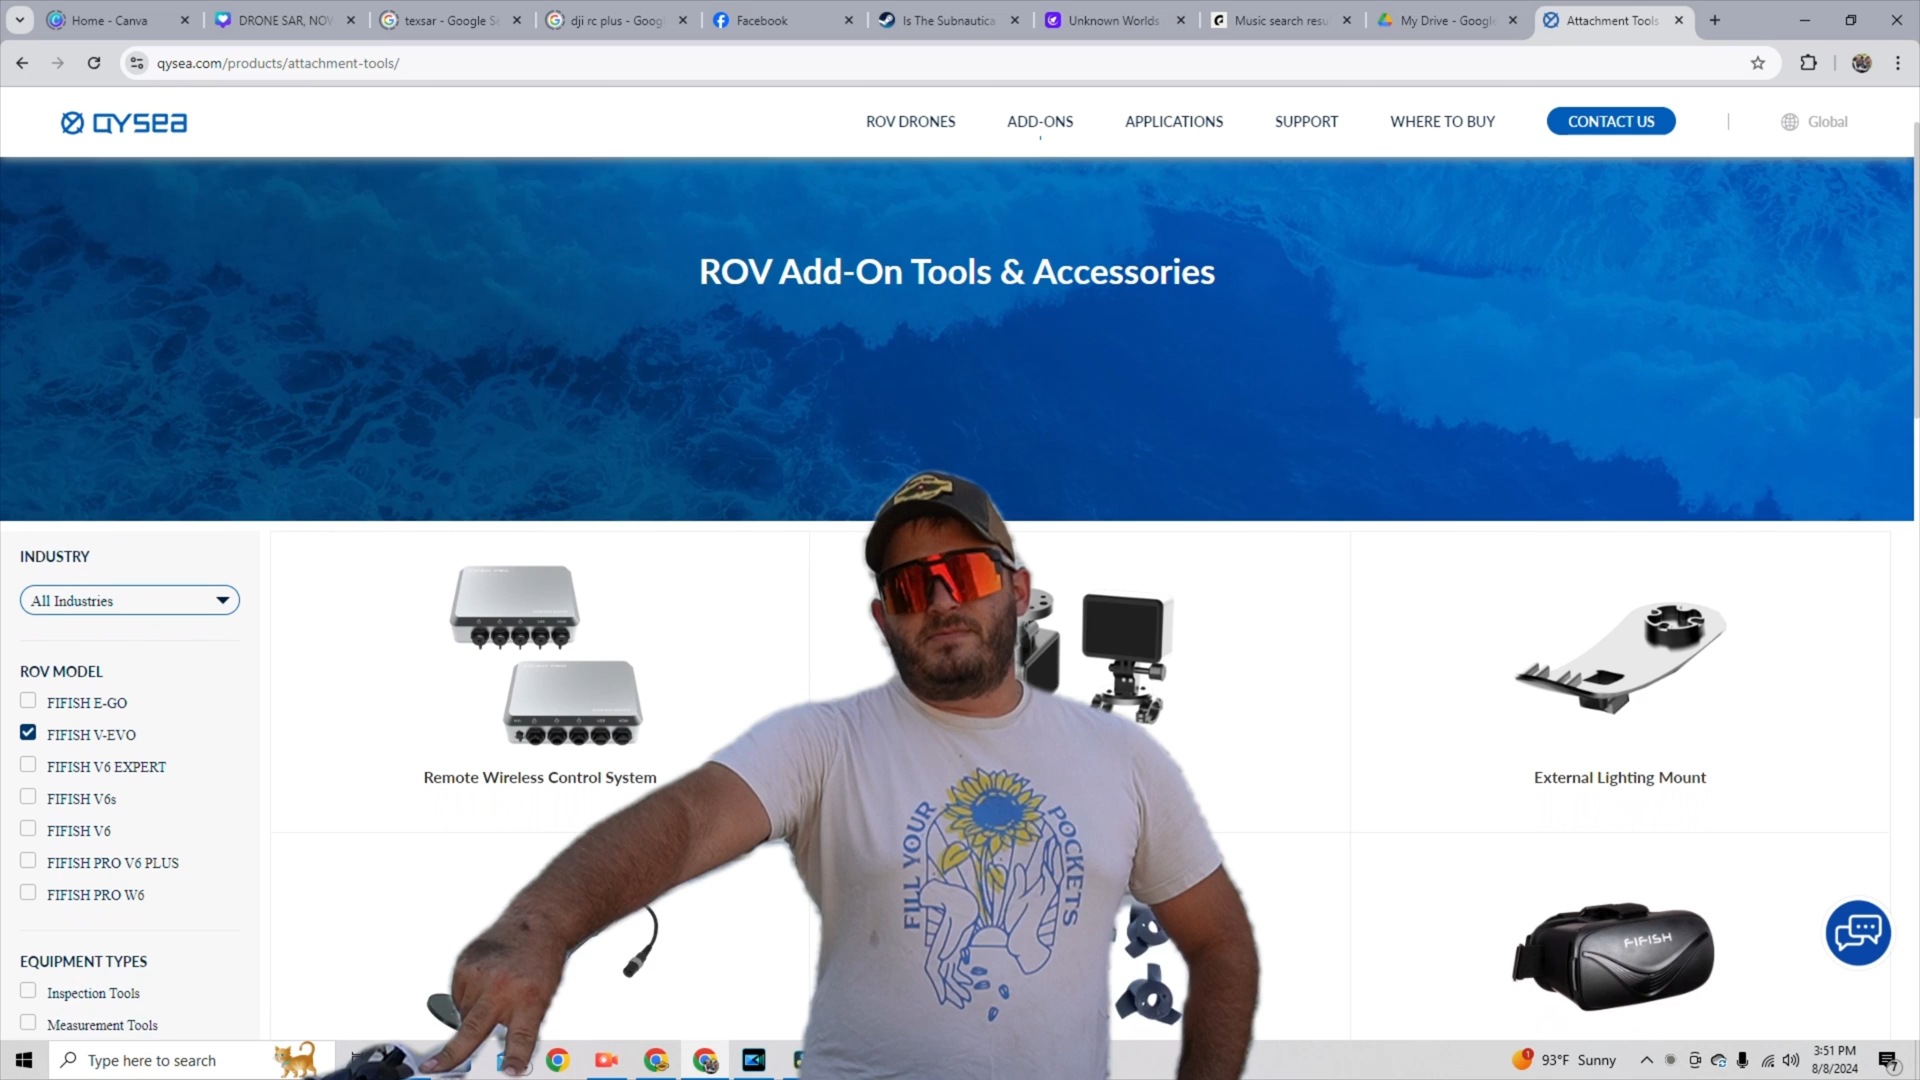 Home - Canva
DRONE SAR, NOV
texsar - Google Se
dji rc plus - Goog
Facebook
Is The Subnautica
Unknown Worlds
Music search resu
My Drive - Google
Attachment Tools
qysea.com/products/attachment-tools/
QYSEA
ROV DRONES
ADD-ONS
APPLICATIONS
SUPPORT
WHERE TO BUY
CONTACT US
Global
ROV Add-On Tools & Accessories
INDUSTRY
All Industries
ROV MODEL
FIFISH E-GO
FIFISH V-EVO
FIFISH V6 EXPERT
FIFISH V6s
FIFISH V6
FIFISH PRO V6 PLUS
FIFISH PRO W6
EQUIPMENT TYPES
Inspection Tools
Measurement Tools
Remote Wireless Control System
External Lighting Mount
FILL YOUR
POCKETS
FIFISH
Type here to search
1
93°F Sunny
3:51 PM
8/8/2024
7